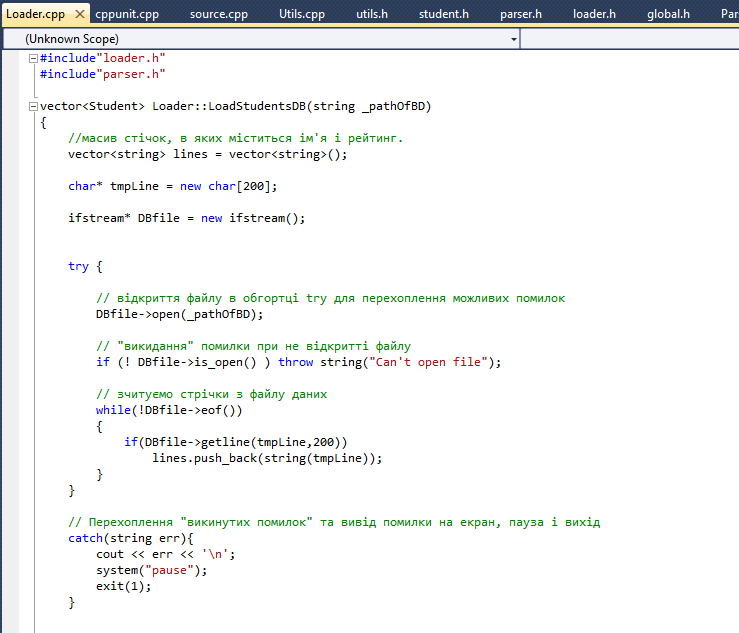 Loader.cpp × cppunit.cpp source.cpp Utils.cpp utils.h student.h parser.h loader.h global.h Par
(Unknown Scope)
#include"loader.h"
#include"parser.h"
vector<Student> Loader::LoadStudentsDB(string _pathOfBD)
{
//масив стічок, в яких міститься ім'я і рейтинг.
vector<string> lines = vector<string>();
char* tmpLine = new char[200];
ifstream* DBfile = new ifstream();
try {
// відкриття файлу в обгортці try для перехоплення можливих помилок
DBfile->open(_pathOfBD);
// "викидання" помилки при не відкритті файлу
if (! DBfile->is_open() ) throw string("Can't open file");
// зчитуємо стрічки з файлу даних
while(!DBfile->eof())
{
if(DBfile->getline(tmpLine,200))
lines.push_back(string(tmpLine));
}
}
// Перехоплення "викинутих помилок" та вивід помилки на екран, пауза і вихід
catch(string err){
cout << err << '\n';
system("pause");
exit(1);
}